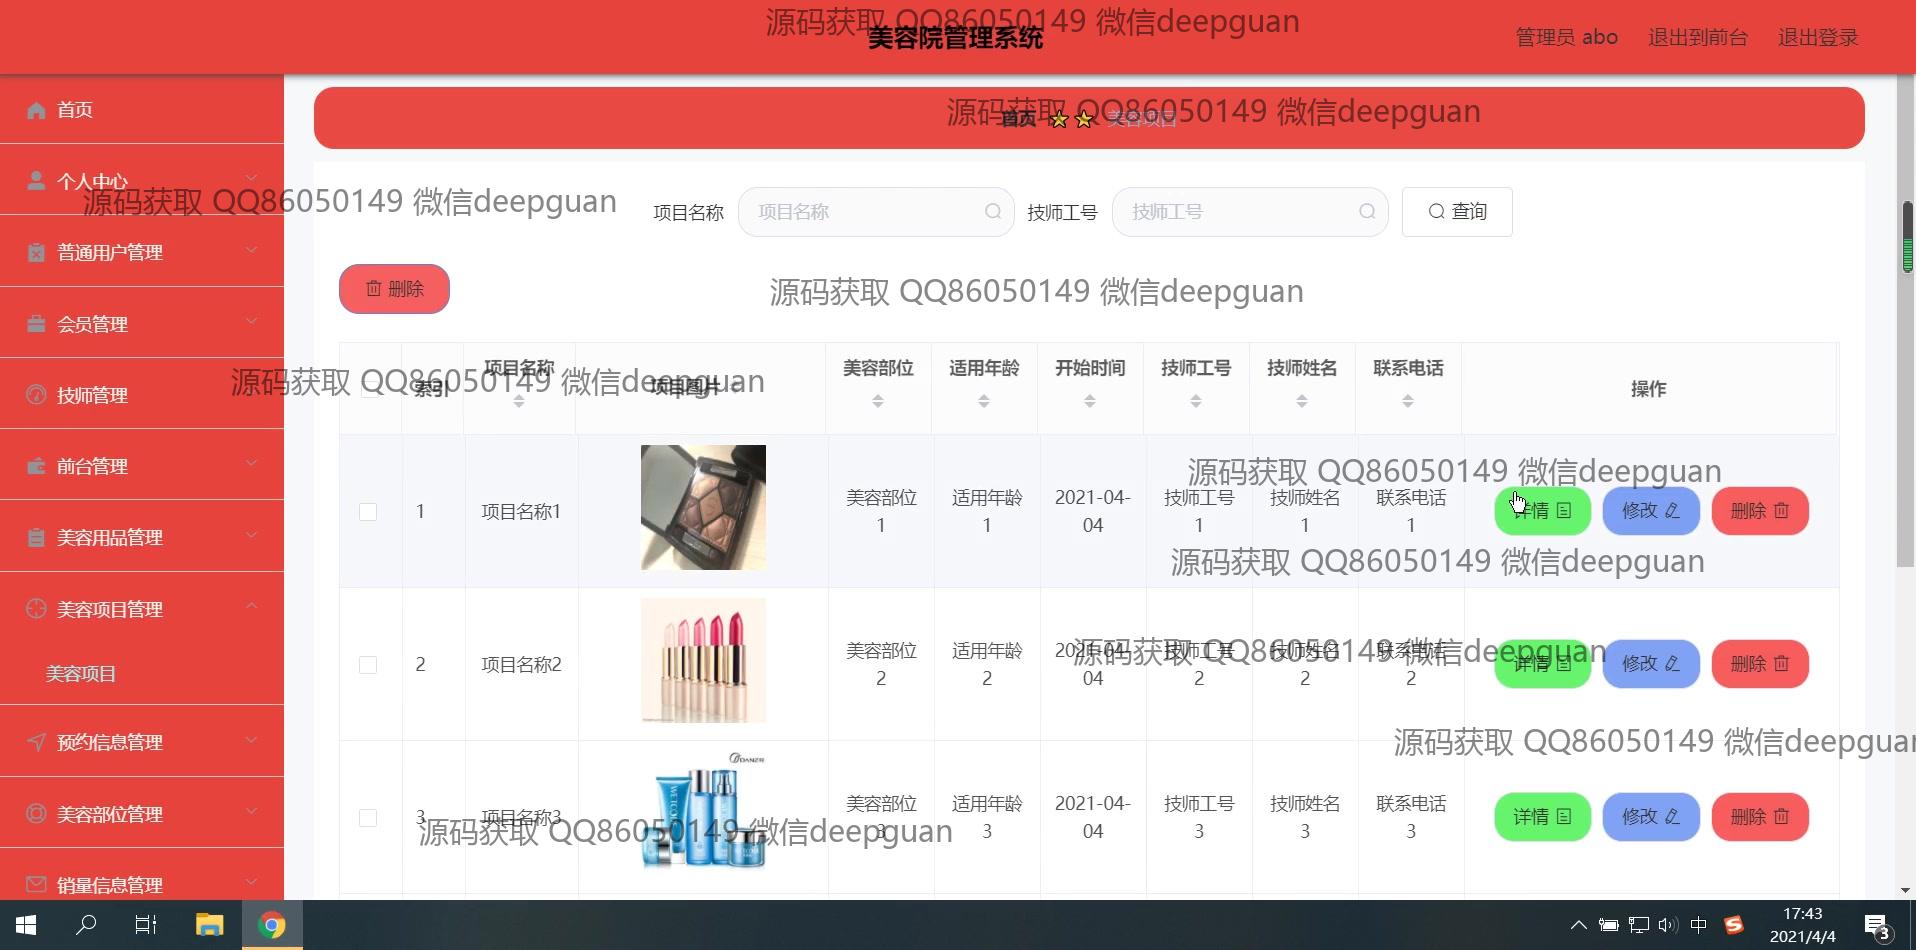 源码获取 QQ86050149 微信deepguan
美容院管理系统
管理员 abo
退出到前台
退出登录
首页
个人中心
普通用户管理
会员管理
技师管理
前台管理
美容用品管理
美容项目管理
美容项目
预约信息管理
美容部位管理
销量信息管理
源码获取 QQ86050149 微信deepguan
首页
美容项目
源码获取 QQ86050149 微信deepguan
项目名称 项目名称
技师工号 技师工号
查询
删除
源码获取 QQ86050149 微信deepguan
源码获取 QQ86050149 微信deepguan
索引 项目名称 项目图片 美容部位 适用年龄 开始时间 技师工号 技师姓名 联系电话 操作
源码获取 QQ86050149 微信deepguan
1 项目名称1 美容部位1 适用年龄1 2021-04-04 技师工号1 技师姓名1 联系电话1 详情 修改 删除
源码获取 QQ86050149 微信deepguan
源码获取 QQ86050149 微信deepguan
2 项目名称2 美容部位2 适用年龄2 2021-04-04 技师工号2 技师姓名2 联系电话2 详情 修改 删除
源码获取 QQ86050149 微信deepguan
DANZR
3 项目名称3 美容部位3 适用年龄3 2021-04-04 技师工号3 技师姓名3 联系电话3 详情 修改 删除
源码获取 QQ86050149 微信deepguan
中
17:43
2021/4/4
3